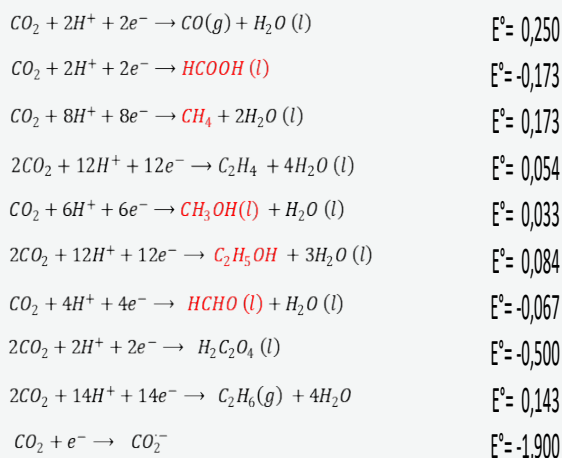 CO₂ + 2H⁺ + 2e⁻ → CO(g) + H₂O (l) E°= 0,250
CO₂ + 2H⁺ + 2e⁻ → HCOOH (l) E°= -0,173
CO₂ + 8H⁺ + 8e⁻ → CH₄ + 2H₂O (l) E°= 0,173
2CO₂ + 12H⁺ + 12e⁻ → C₂H₄ + 4H₂O (l) E°= 0,054
CO₂ + 6H⁺ + 6e⁻ → CH₃OH(l) + H₂O (l) E°= 0,033
2CO₂ + 12H⁺ + 12e⁻ → C₂H₅OH + 3H₂O (l) E°= 0,084
CO₂ + 4H⁺ + 4e⁻ → HCHO (l) + H₂O (l) E°= -0,067
2CO₂ + 2H⁺ + 2e⁻ → H₂C₂O₄ (l) E°= -0,500
2CO₂ + 14H⁺ + 14e⁻ → C₂H₆(g) + 4H₂O E°= 0,143
CO₂ + e⁻ → CO₂·⁻ E°= -1,900